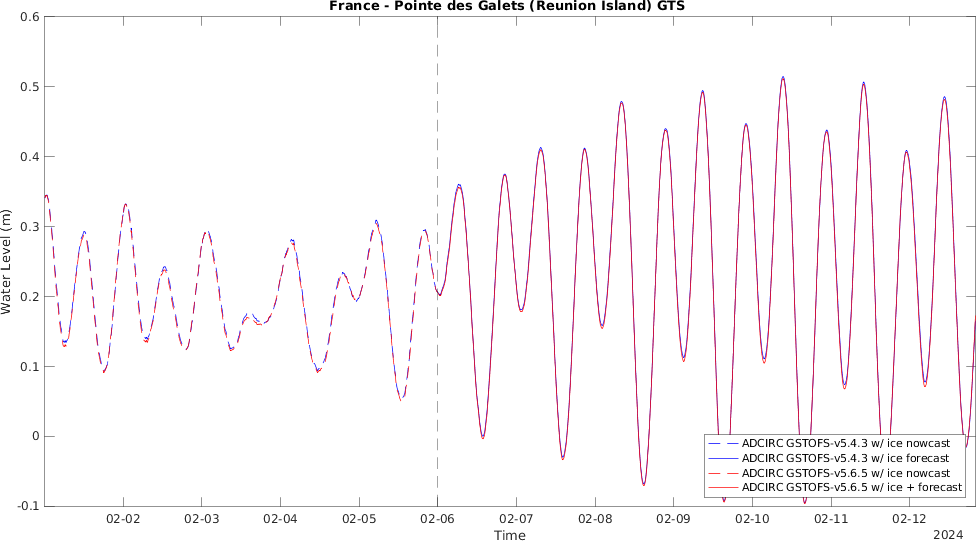 France - Pointe des Galets (Reunion Island) GTS
0.6
0.5
0.4
0.3
0.2
0.1
0
-0.1
Water Level (m)
ADCIRC GSTOFS-v5.4.3 w/ ice nowcast
ADCIRC GSTOFS-v5.4.3 w/ ice forecast
ADCIRC GSTOFS-v5.6.5 w/ ice nowcast
ADCIRC GSTOFS-v5.6.5 w/ ice + forecast
02-02 02-03 02-04 02-05 02-06 02-07 02-08 02-09 02-10 02-11 02-12
Time
2024